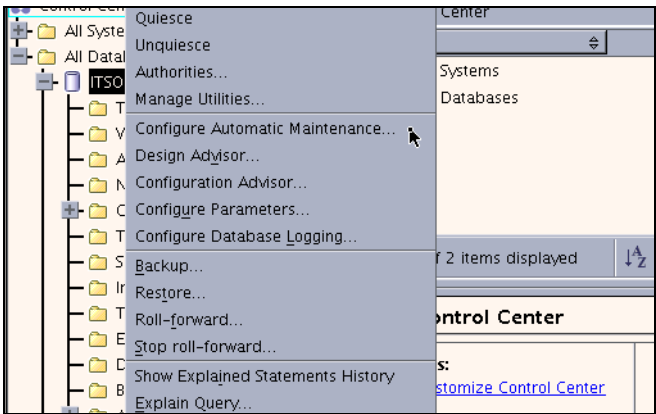 Control Cen
Center
Quiesce
All Syste
Unquiesce
All Datal
Authorities...
Systems
ITSO
Manage Utilities...
Databases
T
Configure Automatic Maintenance...
V
Design Advisor...
A
Configuration Advisor...
N
Configure Parameters...
C
Configure Database Logging...
T
Backup...
f 2 items displayed
A
Z
S
Restore...
In
Roll-forward...
ontrol Center
T
Stop roll-forward...
E
Show Explained Statements History
s:
D
Explain Query...
stomize Control Center
B